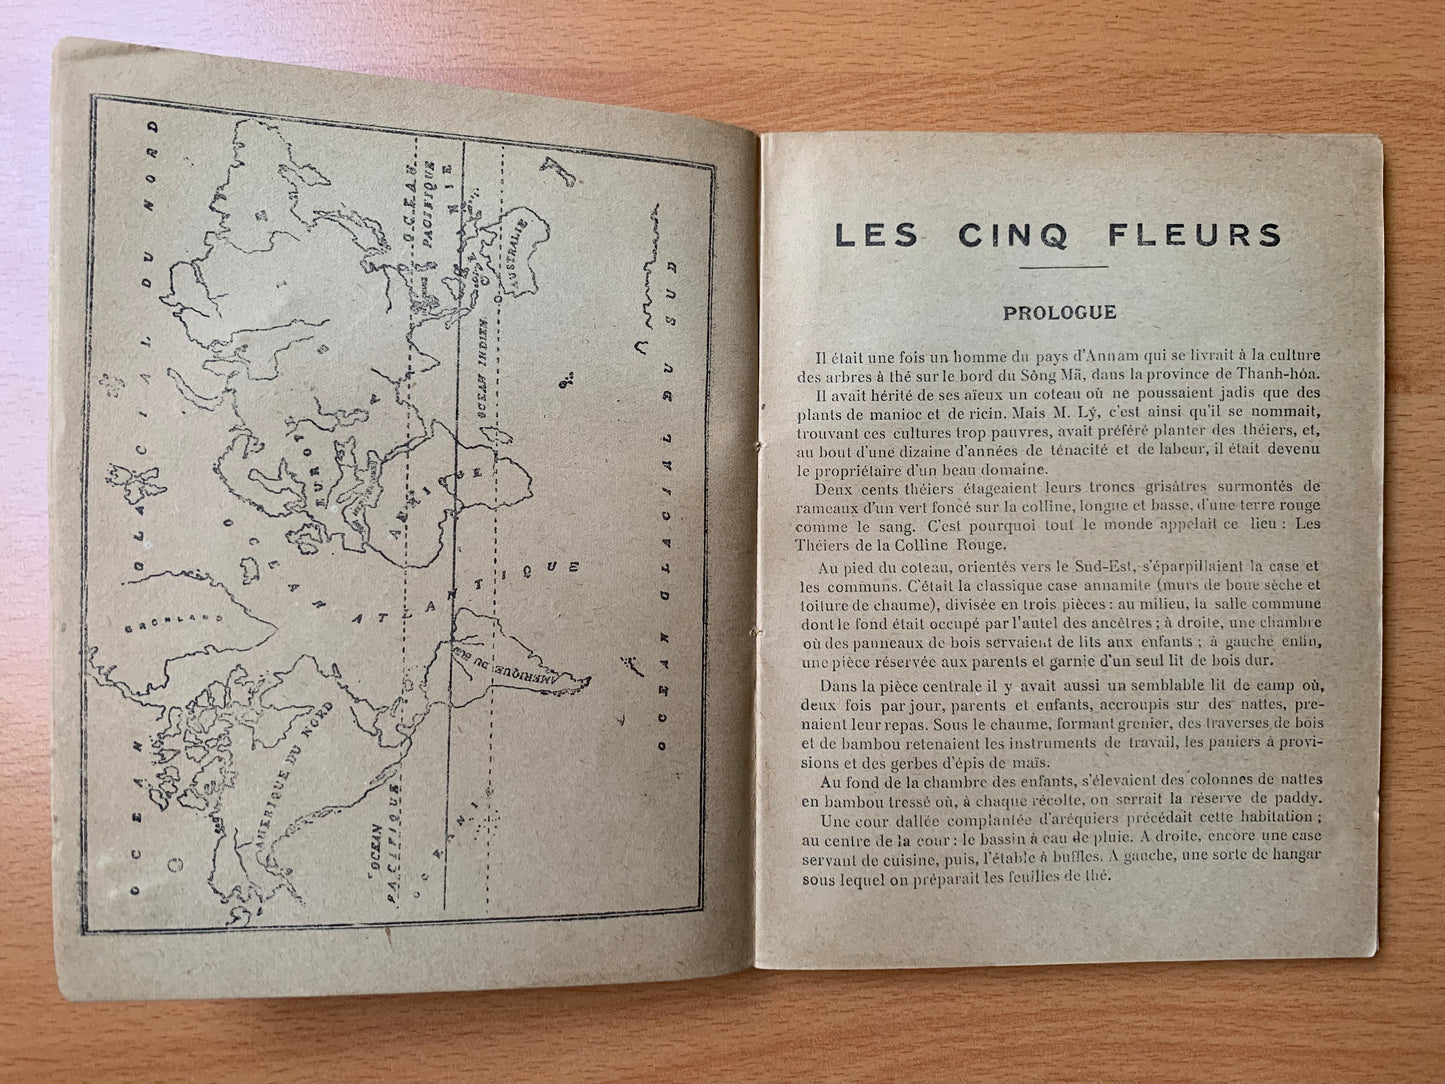 OCEAN GLACIAL DU NORD
GRONLAND
AMERIQUE DU NORD
EUROPE
ASIE
AFRIQUE
OCEAN ATLANTIQUE
OCEAN
PACIFIQUE
OCEAN
PACIFIQUE
OCEANIE
AUSTRALIE
OCEAN INDIEN
AMERIQUE DU SUD
OCEAN GLACIAL DU SUD
LES CINQ FLEURS
PROLOGUE
Il était une fois un homme du pays d'Annam qui se livrait à la culture
des arbres à thé sur le bord du Sông Mã, dans la province de Thanh-hóa.
Il avait hérité de ses aïeux un coteau où ne poussaient jadis que des
plants de manioc et de ricin. Mais M. Lý, c'est ainsi qu'il se nommait,
trouvant ces cultures trop pauvres, avait préféré planter des théiers, et,
au bout d'une dizaine d'années de ténacité et de labeur, il était devenu
le propriétaire d'un beau domaine.
Deux cents théiers étageaient leurs troncs grisâtres surmontés de
rameaux d'un vert foncé sur la colline, longue et basse, d'une terre rouge
comme le sang. C'est pourquoi tout le monde appelait ce lieu : Les
Théiers de la Colline Rouge.
Au pied du coteau, orientés vers le Sud-Est, s'éparpillaient la case et
les communs. C'était la classique case annamite (murs de boue sèche et
toiture de chaume), divisée en trois pièces : au milieu, la salle commune
dont le fond était occupé par l'autel des ancêtres ; à droite, une chambre
où des panneaux de bois servaient de lits aux enfants ; à gauche enfin,
une pièce réservée aux parents et garnie d'un seul lit de bois dur.
Dans la pièce centrale il y avait aussi un semblable lit de camp où,
deux fois par jour, parents et enfants, accroupis sur des nattes, pre-
naient leur repas. Sous le chaume, formant grenier, des traverses de bois
et de bambou retenaient les instruments de travail, les paniers à provi-
sions et des gerbes d'épis de maïs.
Au fond de la chambre des enfants, s'élevaient des colonnes de nattes
en bambou tressé où, à chaque récolte, on serrait la réserve de paddy.
Une cour dallée complantée d'aréquiers précédait cette habitation ;
au centre de la cour : le bassin à eau de pluie. A droite, encore une case
servant de cuisine, puis, l'étable à buffles. A gauche, une sorte de hangar
sous lequel on préparait les feuilles de thé.